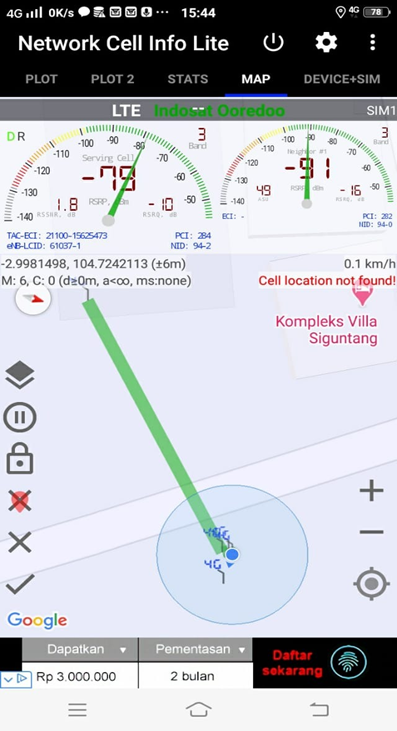 4G 0K/s 15:44 4G 78
Network Cell Info Lite
PLOT PLOT 2 STATS MAP DEVICE+SIM
LTE -- Indosat Ooredoo SIM1
D R
-140 -130 -120 -110 -100 -90 -80 -70 -60 -50
Serving Cell
-79
RSRP, dBm
3
Band
1.8
RSSNR, dB
-10
RSRQ, dB
TAC-ECI: 21100-15625473 PCI: 284
eNB-LCID: 61037-1 NID: 94-2
-140 -130 -120 -110 -100 -90 -80 -70 -60 -50
Neighbor #1
-91
RSRP, dBm
3
Band
49
ASU
-16
RSRQ, dB
ECI: - PCI: 282
NID: 94-0
-2.9981498, 104.7242113 (±6m) 0.1 km/h
M: 6, C: 0 (d≥0m, a<∞, ms:none) Cell location not found!
Kompleks Villa
Siguntang
4G
4G
Google
Dapatkan Pementasan
Rp 3.000.000 2 bulan
Daftar
sekarang